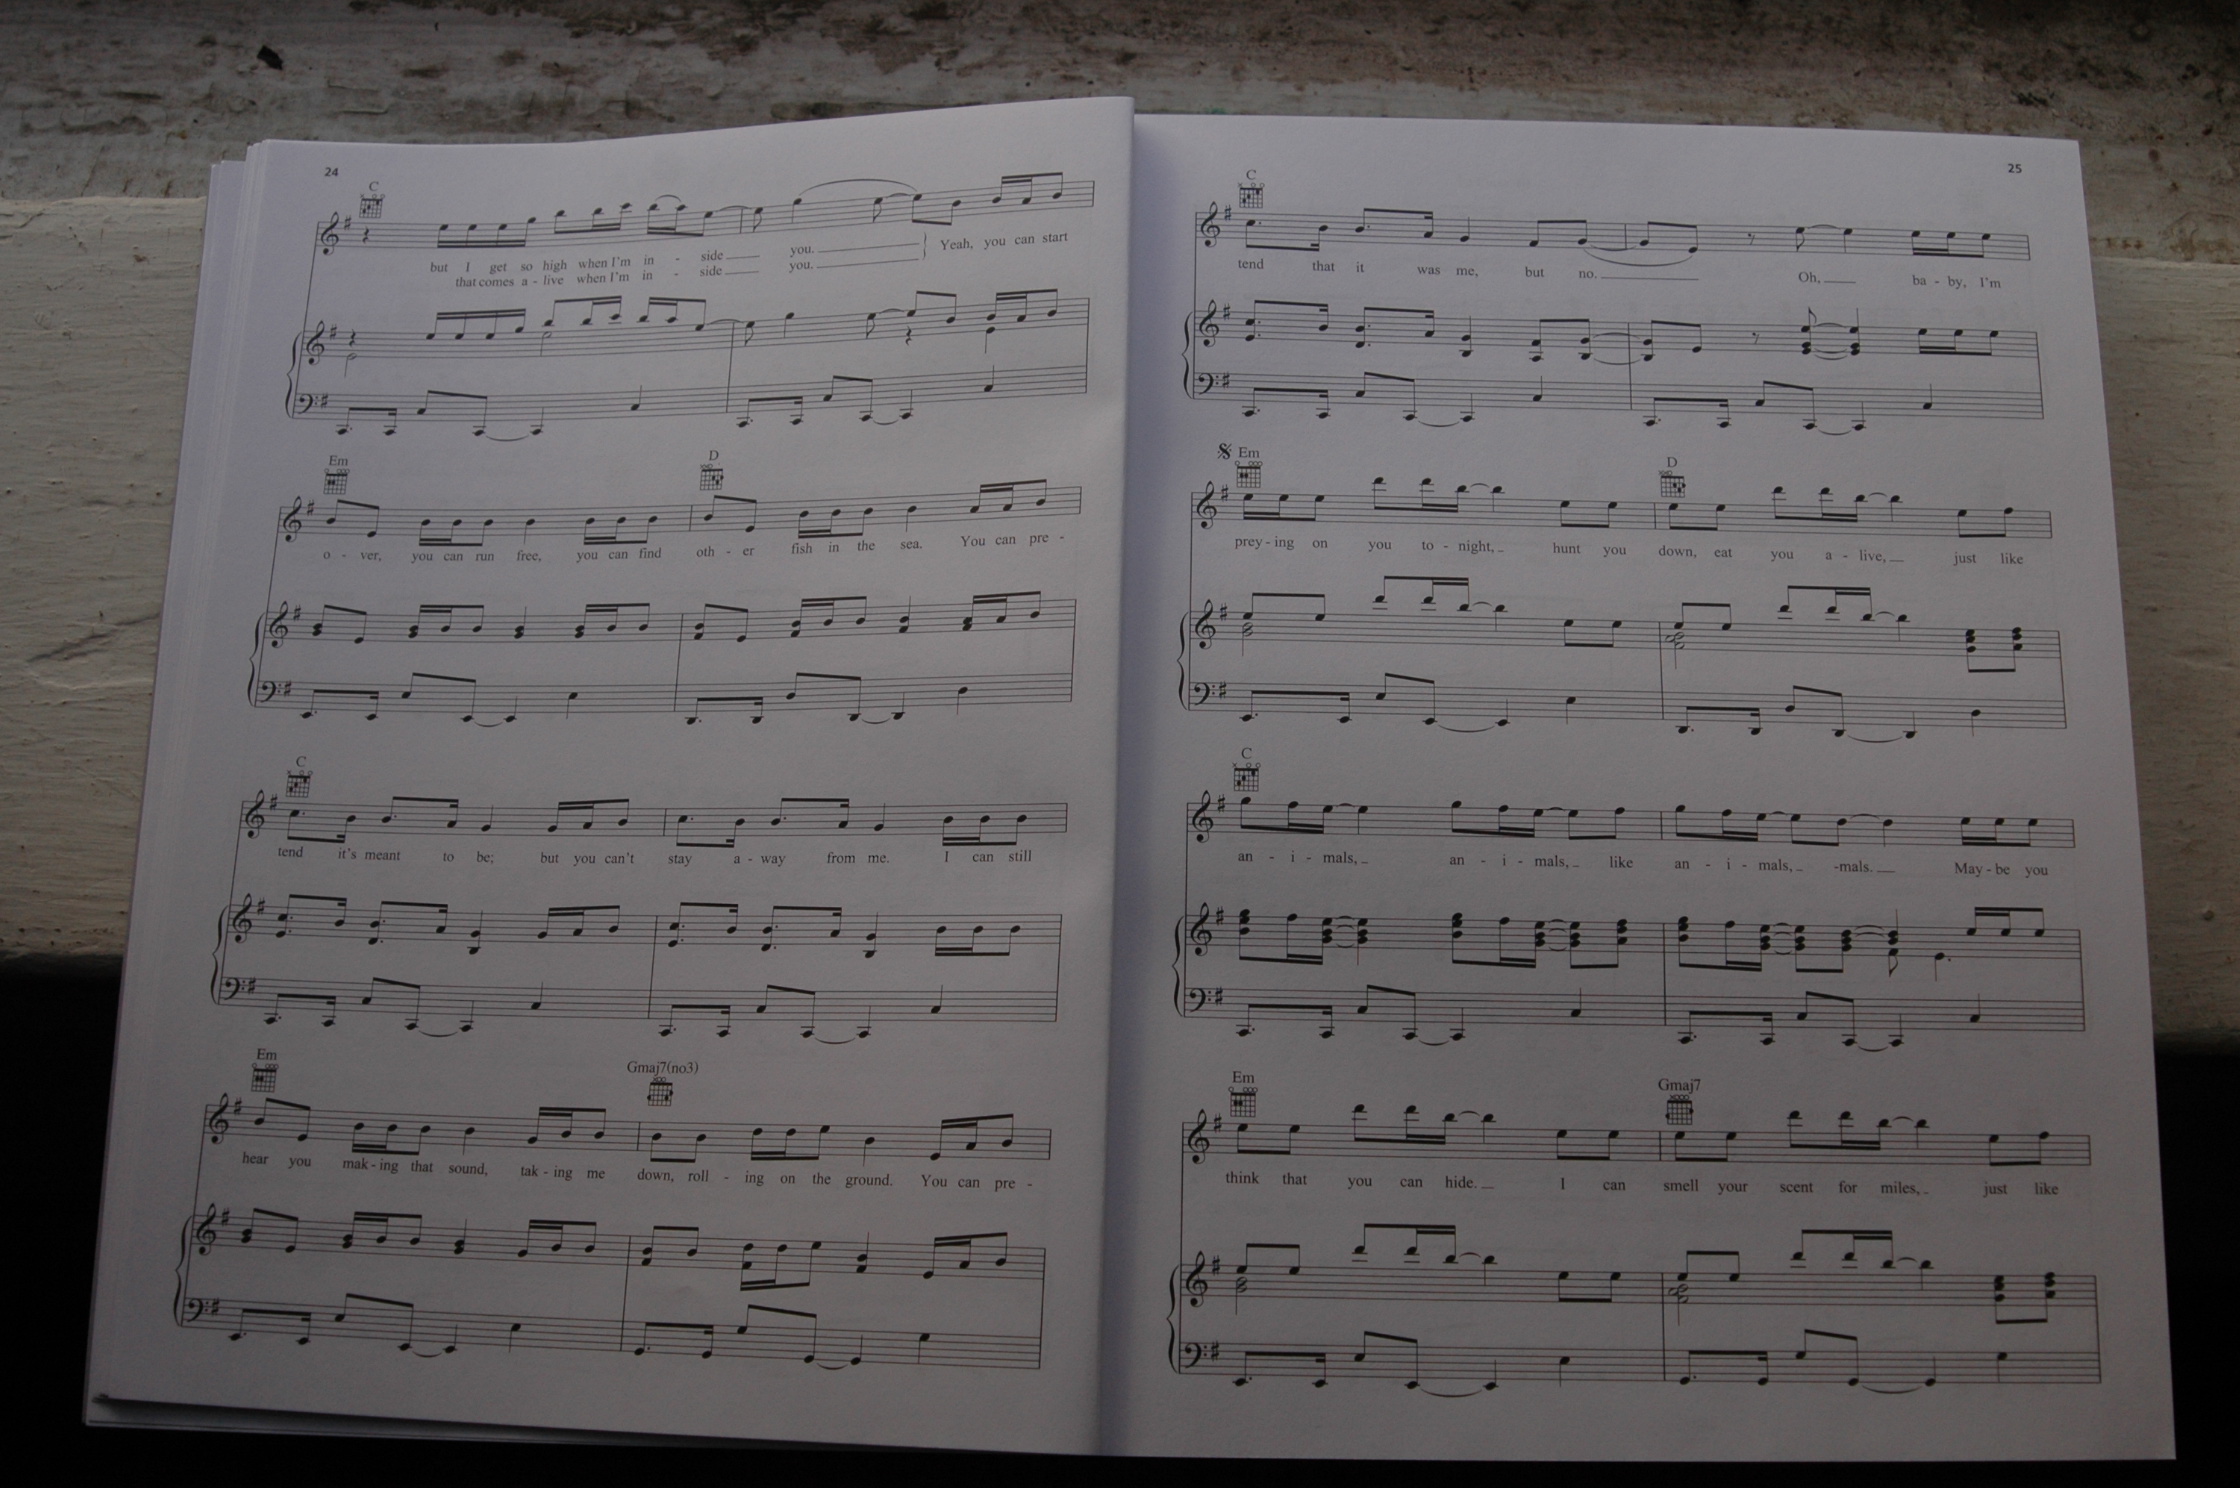 24
C
but I get so high when I'm in - side you. Yeah, you can start
that comes a - live when I'm in - side you.
Em D
o - ver, you can run free, you can find oth - er fish in the sea. You can pre -
C
tend it's meant to be; but you can't stay a - way from me. I can still
Em Gmaj7(no3)
hear you mak - ing that sound, tak - ing me down, roll - ing on the ground. You can pre -
25
C
tend that it was me, but no. Oh, ba - by, I'm
Em D
prey - ing on you to - night, hunt you down, eat you a - live, just like
C
an - i - mals, an - i - mals, like an - i - mals, -mals. May - be you
Em Gmaj7
think that you can hide. I can smell your scent for miles, just like